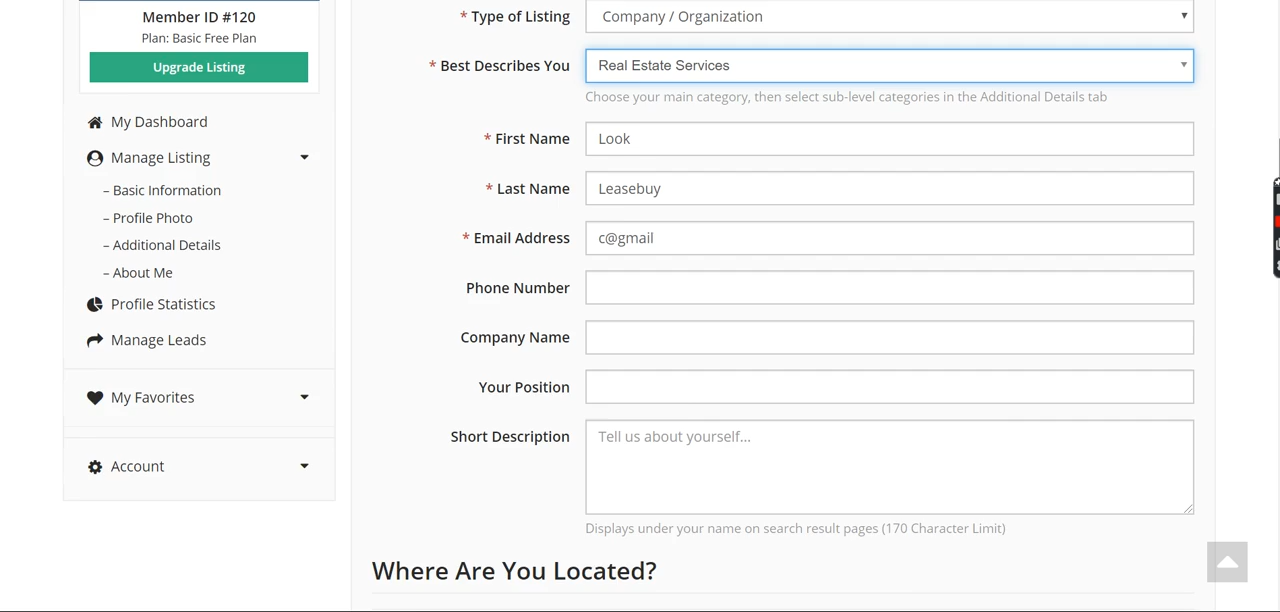 Member ID #120
Plan: Basic Free Plan
Upgrade Listing
My Dashboard
Manage Listing
– Basic Information
– Profile Photo
– Additional Details
– About Me
Profile Statistics
Manage Leads
My Favorites
Account
* Type of Listing
Company / Organization
* Best Describes You
Real Estate Services
Choose your main category, then select sub-level categories in the Additional Details tab
* First Name
Look
* Last Name
Leasebuy
* Email Address
c@gmail
Phone Number
Company Name
Your Position
Short Description
Tell us about yourself...
Displays under your name on search result pages (170 Character Limit)
Where Are You Located?